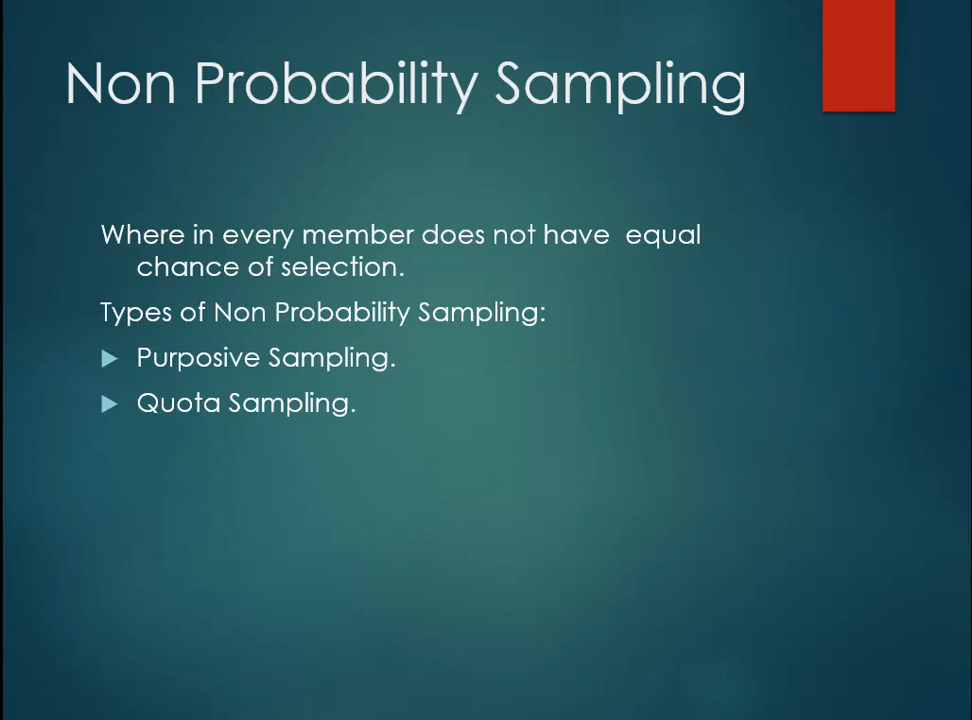 Non Probability Sampling
Where in every member does not have  equal
chance of selection.
Types of Non Probability Sampling:
Purposive Sampling.
Quota Sampling.